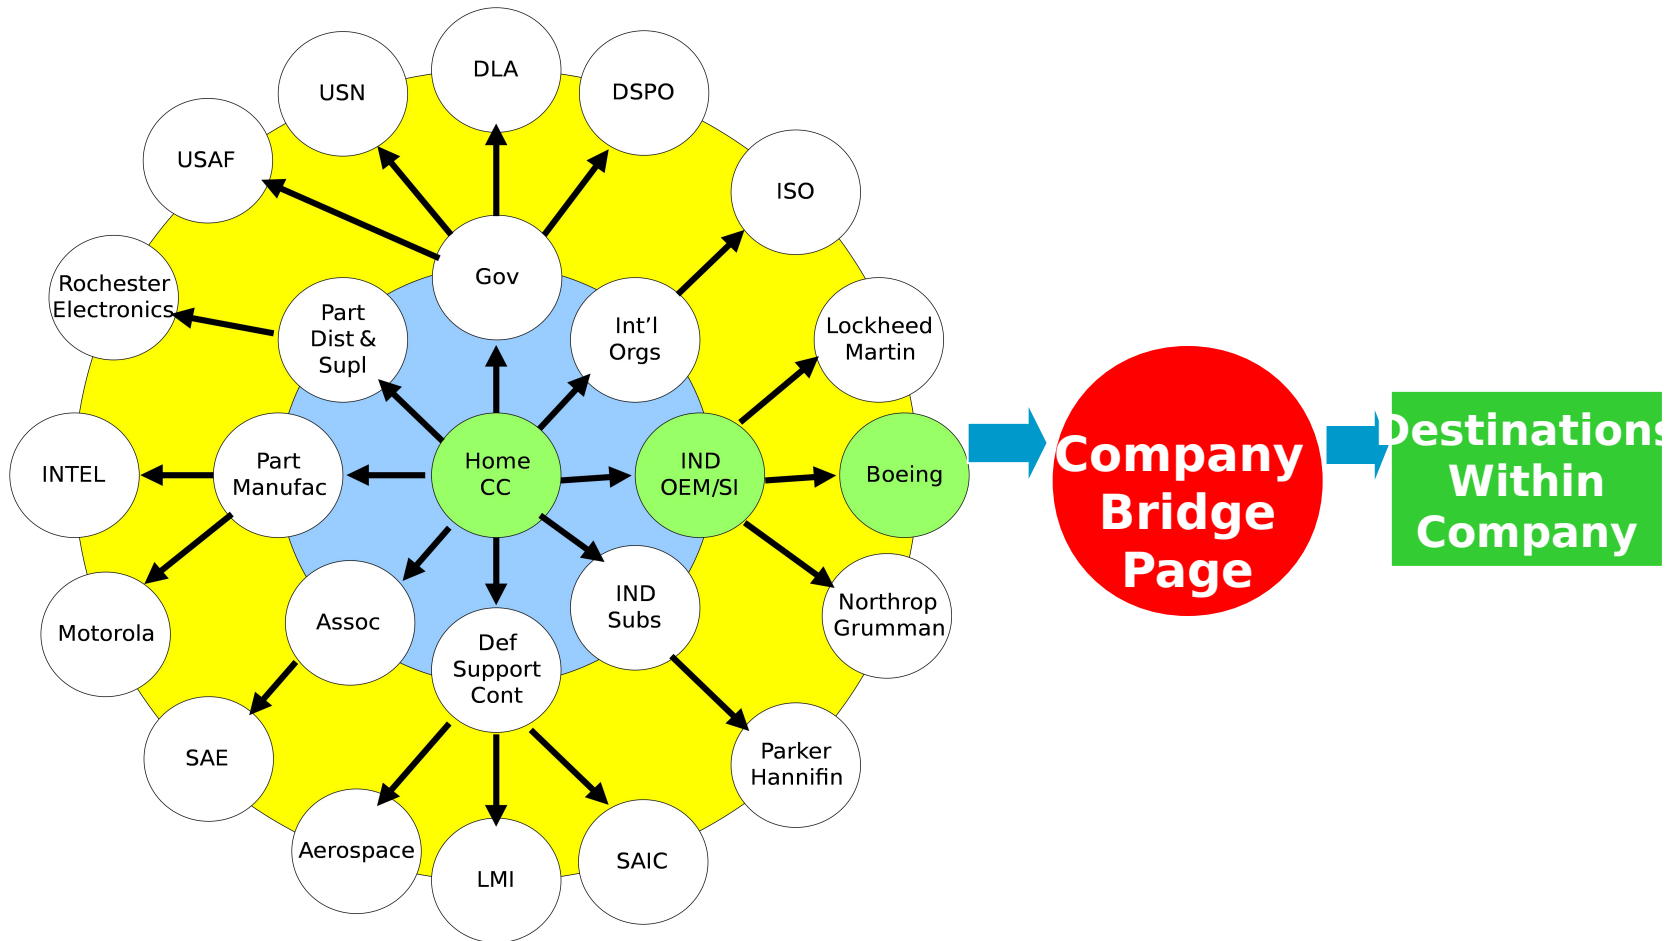 DLA
USN
DSPO
USAF
ISO
Gov
Rochester
Electronics
Part
Dist &
Supl
Int’l
Orgs
Lockheed
Martin
INTEL
Part
Manufac
Home
CC
IND
OEM/SI
Boeing
Company
Bridge
Page
Destinations
Within
Company
Motorola
Assoc
IND
Subs
Northrop
Grumman
Def
Support
Cont
SAE
Parker
Hannifin
Aerospace
LMI
SAIC